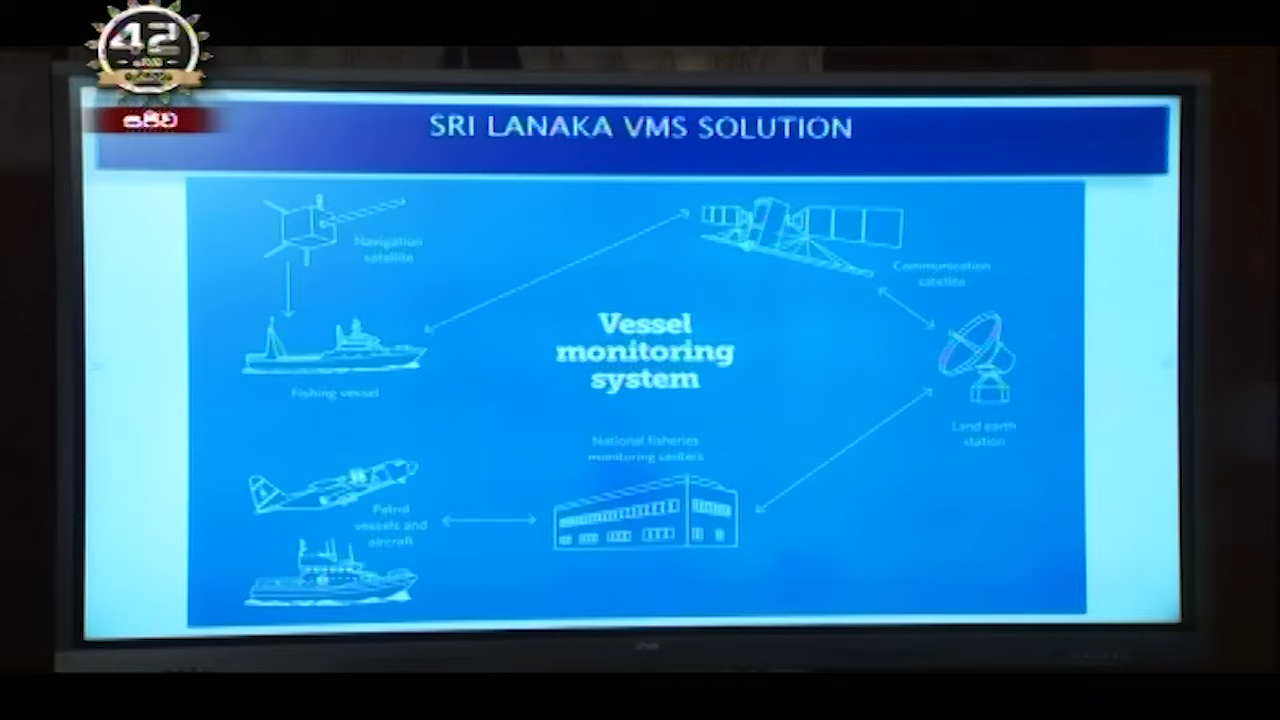 42
සජීවී
SRI LANAKA VMS SOLUTION
Navigation
satellite
Communication
satellite
Vessel
monitoring
system
Fishing vessel
Land earth
station
National fisheries
monitoring centers
Patrol
vessels and
aircraft